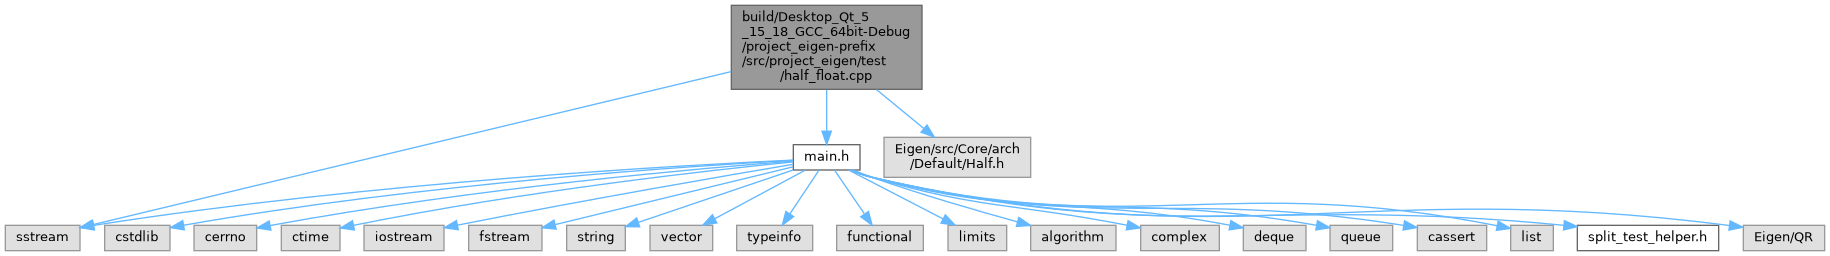 build/Desktop_Qt_5
_15_18_GCC_64bit-Debug
/project_eigen-prefix
/src/project_eigen/test
/half_float.cpp
main.h
Eigen/src/Core/arch
/Default/Half.h
sstream
cstdlib
cerrno
ctime
iostream
fstream
string
vector
typeinfo
functional
limits
algorithm
complex
deque
queue
cassert
list
split_test_helper.h
Eigen/QR